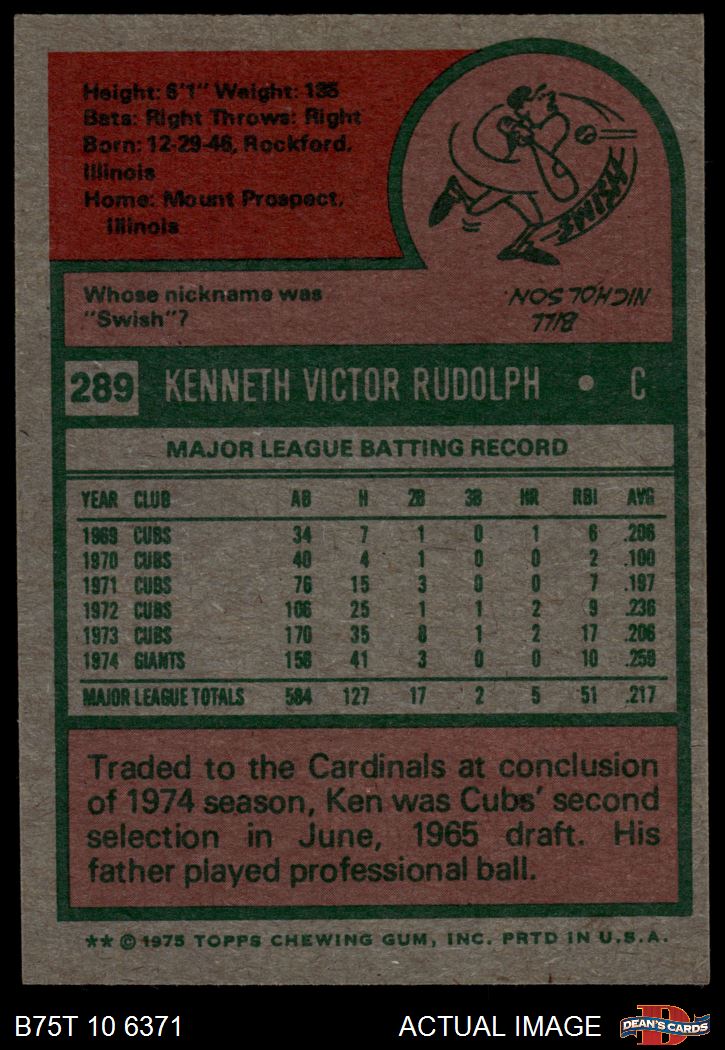 Height: 6'1" Weight: 185
Bats: Right Throws: Right
Born: 12-29-46, Rockford,
Illinois
Home: Mount Prospect,
Illinois
SWISH
Whose nickname was
"Swish"?
BILL
NICHOLSON.
289 KENNETH VICTOR RUDOLPH • C
MAJOR LEAGUE BATTING RECORD
YEAR CLUB AB H 2B 3B HR RBI AVG
1969 CUBS 34 7 1 0 1 6 .206
1970 CUBS 40 4 1 0 0 2 .100
1971 CUBS 76 15 3 0 0 7 .197
1972 CUBS 106 25 1 1 2 9 .236
1973 CUBS 170 35 8 1 2 17 .206
1974 GIANTS 158 41 3 0 0 10 .259
MAJOR LEAGUE TOTALS 584 127 17 2 5 51 .217
Traded to the Cardinals at conclusion
of 1974 season, Ken was Cubs' second
selection in June, 1965 draft. His
father played professional ball.
** © 1975 TOPPS CHEWING GUM, INC. PRTD IN U.S.A.
B75T 10 6371 ACTUAL IMAGE D DEAN'S CARDS